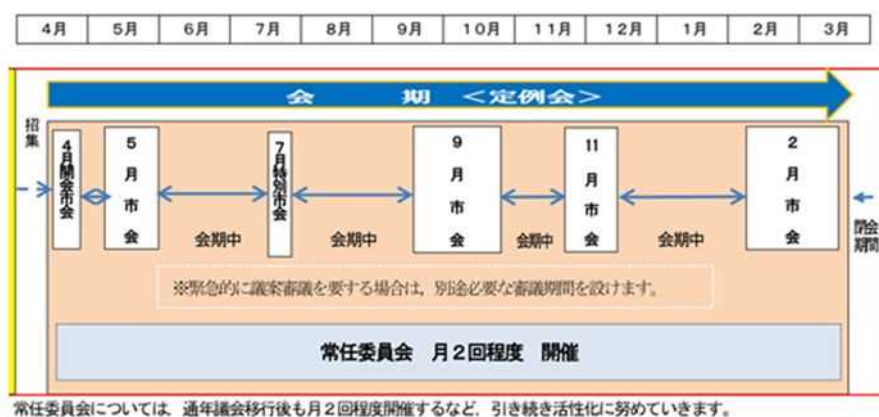 4月 5月 6月 7月 8月 9月 10月 11月 12月 1月 2月 3月
会　期　＜定例会＞
招集
4月開会市会
5月市会
7月特別市会
9月市会
11月市会
2月市会
会期中
会期中
会期中
会期中
閉会期間
※緊急的に議案審議を要する場合は，別途必要な審議期間を設けます。
常任委員会　月2回程度　開催
常任委員会については，通年議会移行後も月2回程度開催するなど，引き続き活性化に努めていきます。